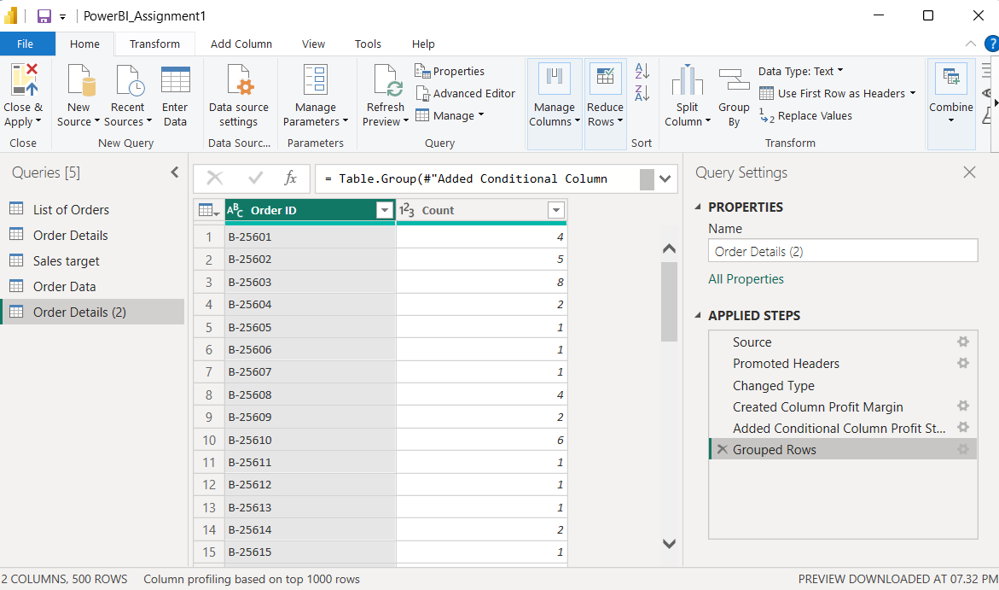 PowerBI_Assignment1
File Home Transform Add Column View Tools Help
Close & Apply
New Source
Recent Sources
Enter Data
Data source settings
Manage Parameters
Refresh Preview
Properties
Advanced Editor
Manage
Manage Columns
Reduce Rows
A Z
Z A
Split Column
Group By
Data Type: Text
Use First Row as Headers
1 2 Replace Values
Combine
Close New Query Data Sourc... Parameters Query Sort Transform
Queries [5]
List of Orders
Order Details
Sales target
Order Data
Order Details (2)
fx = Table.Group(#"Added Conditional Column
ABC Order ID 123 Count
1 B-25601 4
2 B-25602 5
3 B-25603 8
4 B-25604 2
5 B-25605 1
6 B-25606 1
7 B-25607 1
8 B-25608 4
9 B-25609 2
10 B-25610 6
11 B-25611 1
12 B-25612 1
13 B-25613 1
14 B-25614 2
15 B-25615 1
Query Settings
PROPERTIES
Name
Order Details (2)
All Properties
APPLIED STEPS
Source
Promoted Headers
Changed Type
Created Column Profit Margin
Added Conditional Column Profit St...
Grouped Rows
2 COLUMNS, 500 ROWS Column profiling based on top 1000 rows PREVIEW DOWNLOADED AT 07.32 PM